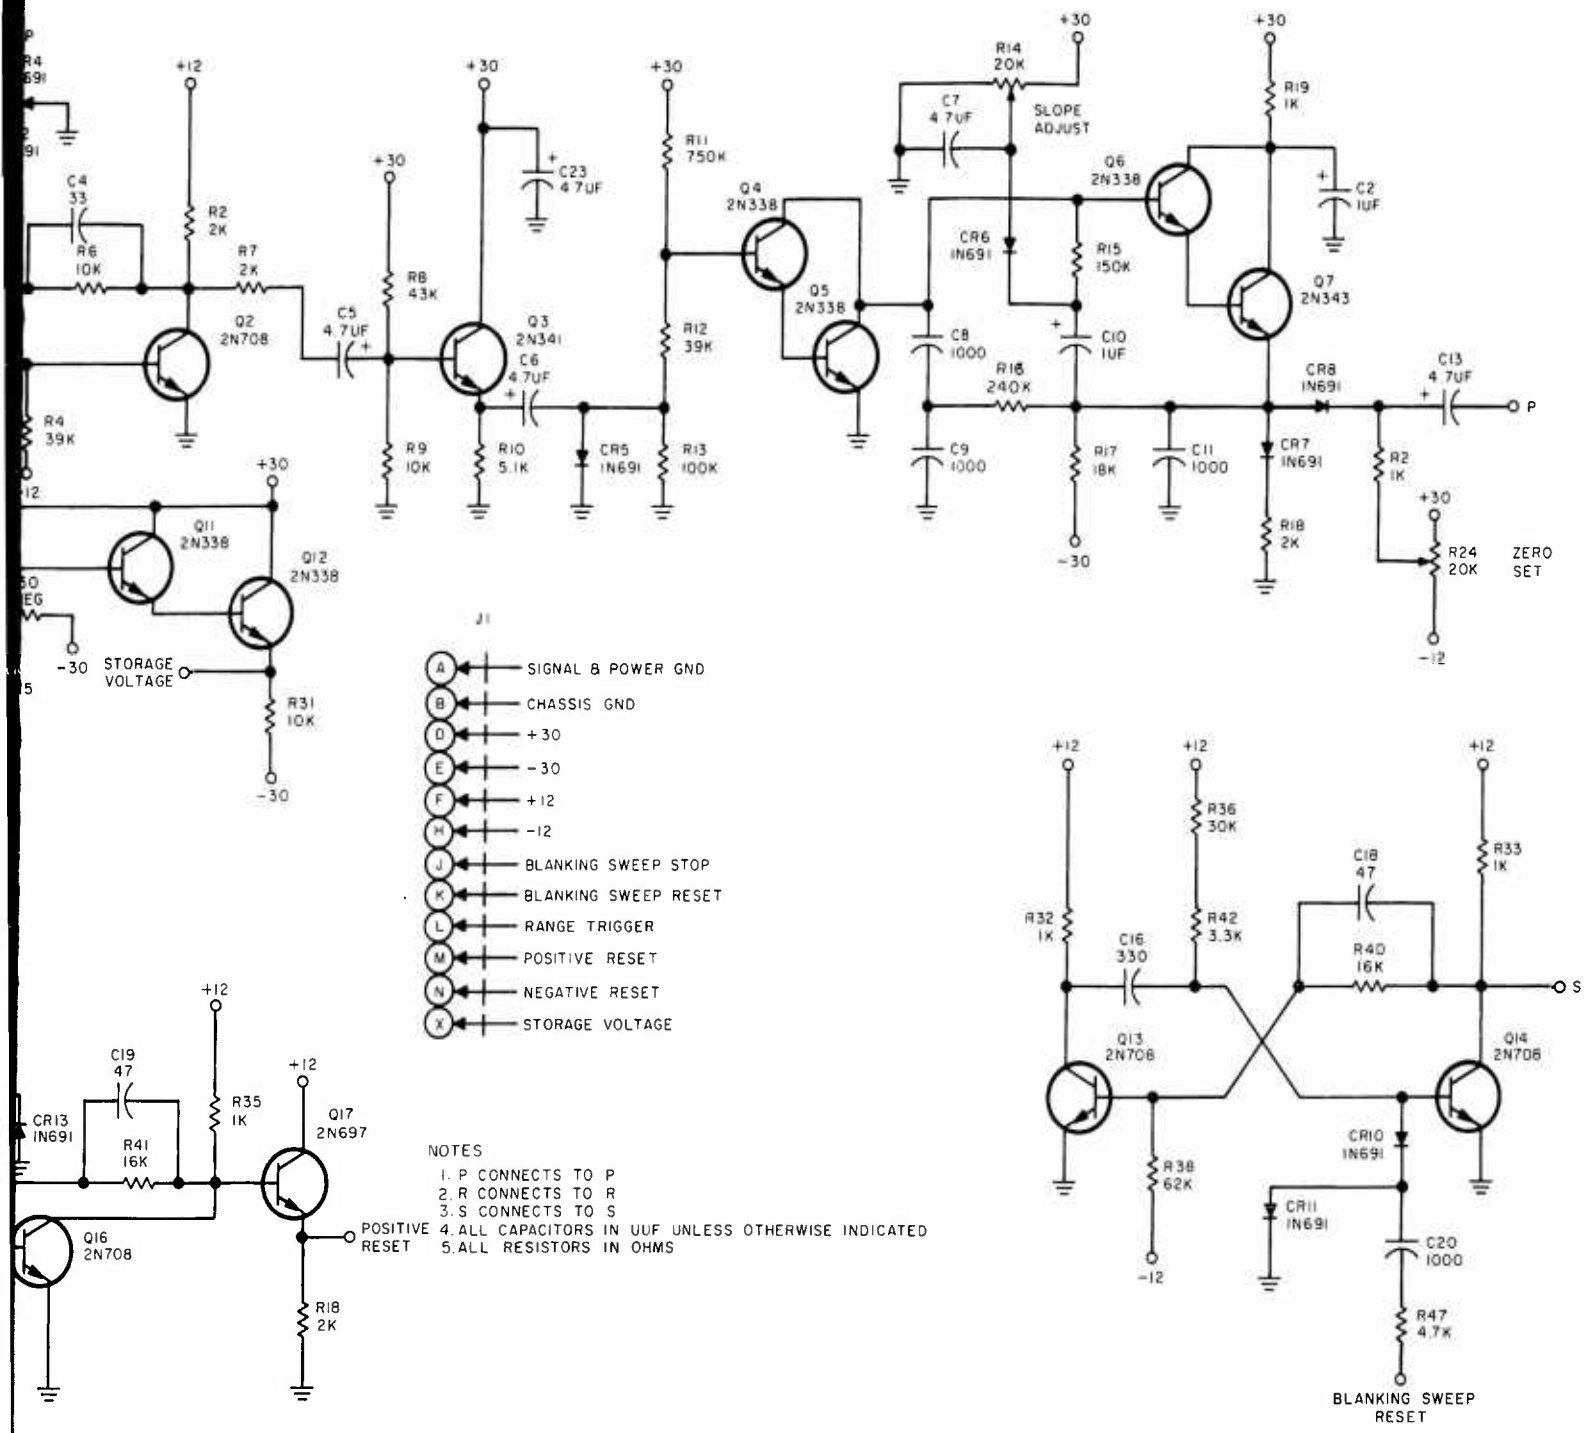 P
R4
691
+12
C4
33
R6
10K
R2
2K
R7
2K
Q2
2N708
R4
39K
-12
+30
R8
43K
C5
4.7UF
+
R9
10K
+30
+
C23
4.7UF
Q3
2N341
C6
4.7UF
+
R10
5.1K
CR5
1N691
+30
R11
750K
R12
39K
R13
100K
Q4
2N338
Q5
2N338
+30
R14
20K
C7
4.7UF
SLOPE
ADJUST
CR6
1N691
R15
150K
C8
1000
+
C10
1UF
R16
240K
C9
1000
R17
18K
-30
C11
1000
Q6
2N338
+30
R19
1K
+
C2
1UF
Q7
2N343
CR8
1N691
C13
4.7UF
+
P
CR7
1N691
R18
2K
R2
1K
+30
R24
20K
ZERO
SET
-12
+30
Q11
2N338
Q12
2N338
-30
STORAGE
VOLTAGE
R31
10K
-30
J1
A SIGNAL & POWER GND
B CHASSIS GND
D +30
E -30
F +12
H -12
J BLANKING SWEEP STOP
K BLANKING SWEEP RESET
L RANGE TRIGGER
M POSITIVE RESET
N NEGATIVE RESET
X STORAGE VOLTAGE
+12
+12
+12
R36
30K
R33
1K
R32
1K
R42
3.3K
C16
330
C18
47
R40
16K
S
Q13
2N708
Q14
2N708
R38
62K
-12
CR10
1N691
CR11
1N691
C20
1000
R47
4.7K
BLANKING SWEEP
RESET
+12
C19
47
R35
1K
R41
16K
CR13
1N691
Q16
2N708
+12
Q17
2N697
POSITIVE
RESET
R18
2K
NOTES
1. P CONNECTS TO P
2. R CONNECTS TO R
3. S CONNECTS TO S
4. ALL CAPACITORS IN UUF UNLESS OTHERWISE INDICATED
5. ALL RESISTORS IN OHMS